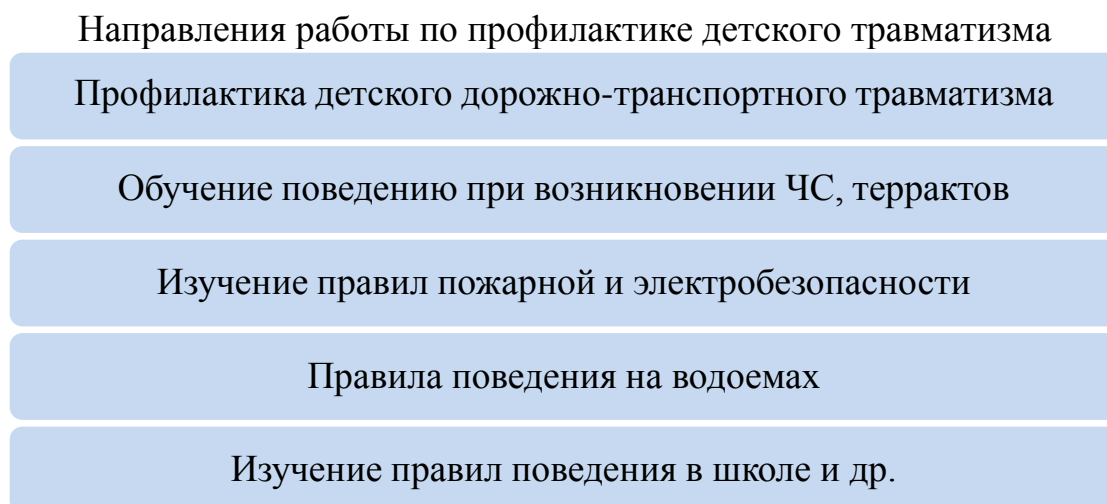 Направления работы по профилактике детского травматизма
Профилактика детского дорожно-транспортного травматизма
Обучение поведению при возникновении ЧС, террактов
Изучение правил пожарной и электробезопасности
Правила поведения на водоемах
Изучение правил поведения в школе и др.